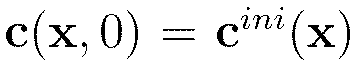 𝐜(𝐱, 0) = 𝐜^{ini}(𝐱)